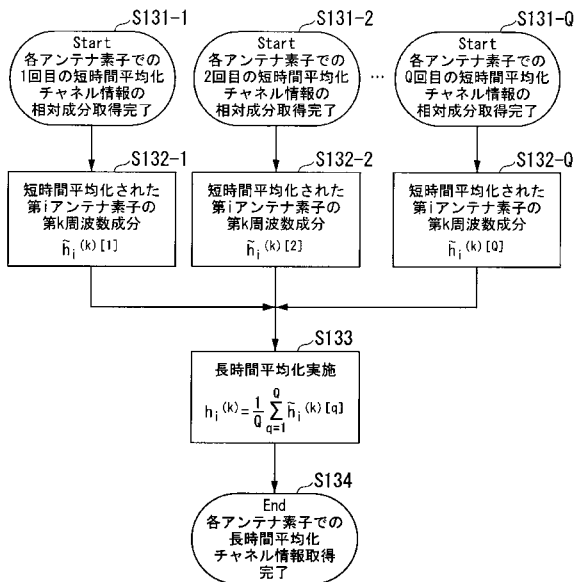 S131-1
Start
各アンテナ素子での
1回目の短時間平均化
チャネル情報の
相対成分取得完了
S131-2
Start
各アンテナ素子での
2回目の短時間平均化
チャネル情報の
相対成分取得完了
…
S131-Q
Start
各アンテナ素子での
Q回目の短時間平均化
チャネル情報の
相対成分取得完了
S132-1
短時間平均化された
第iアンテナ素子の
第k周波数成分
h̃i(k)[1]
S132-2
短時間平均化された
第iアンテナ素子の
第k周波数成分
h̃i(k)[2]
S132-Q
短時間平均化された
第iアンテナ素子の
第k周波数成分
h̃i(k)[Q]
S133
長時間平均化実施
hi(k)=1/Q Σq=1Q h̃i(k)[q]
S134
End
各アンテナ素子での
長時間平均化
チャネル情報取得
完了